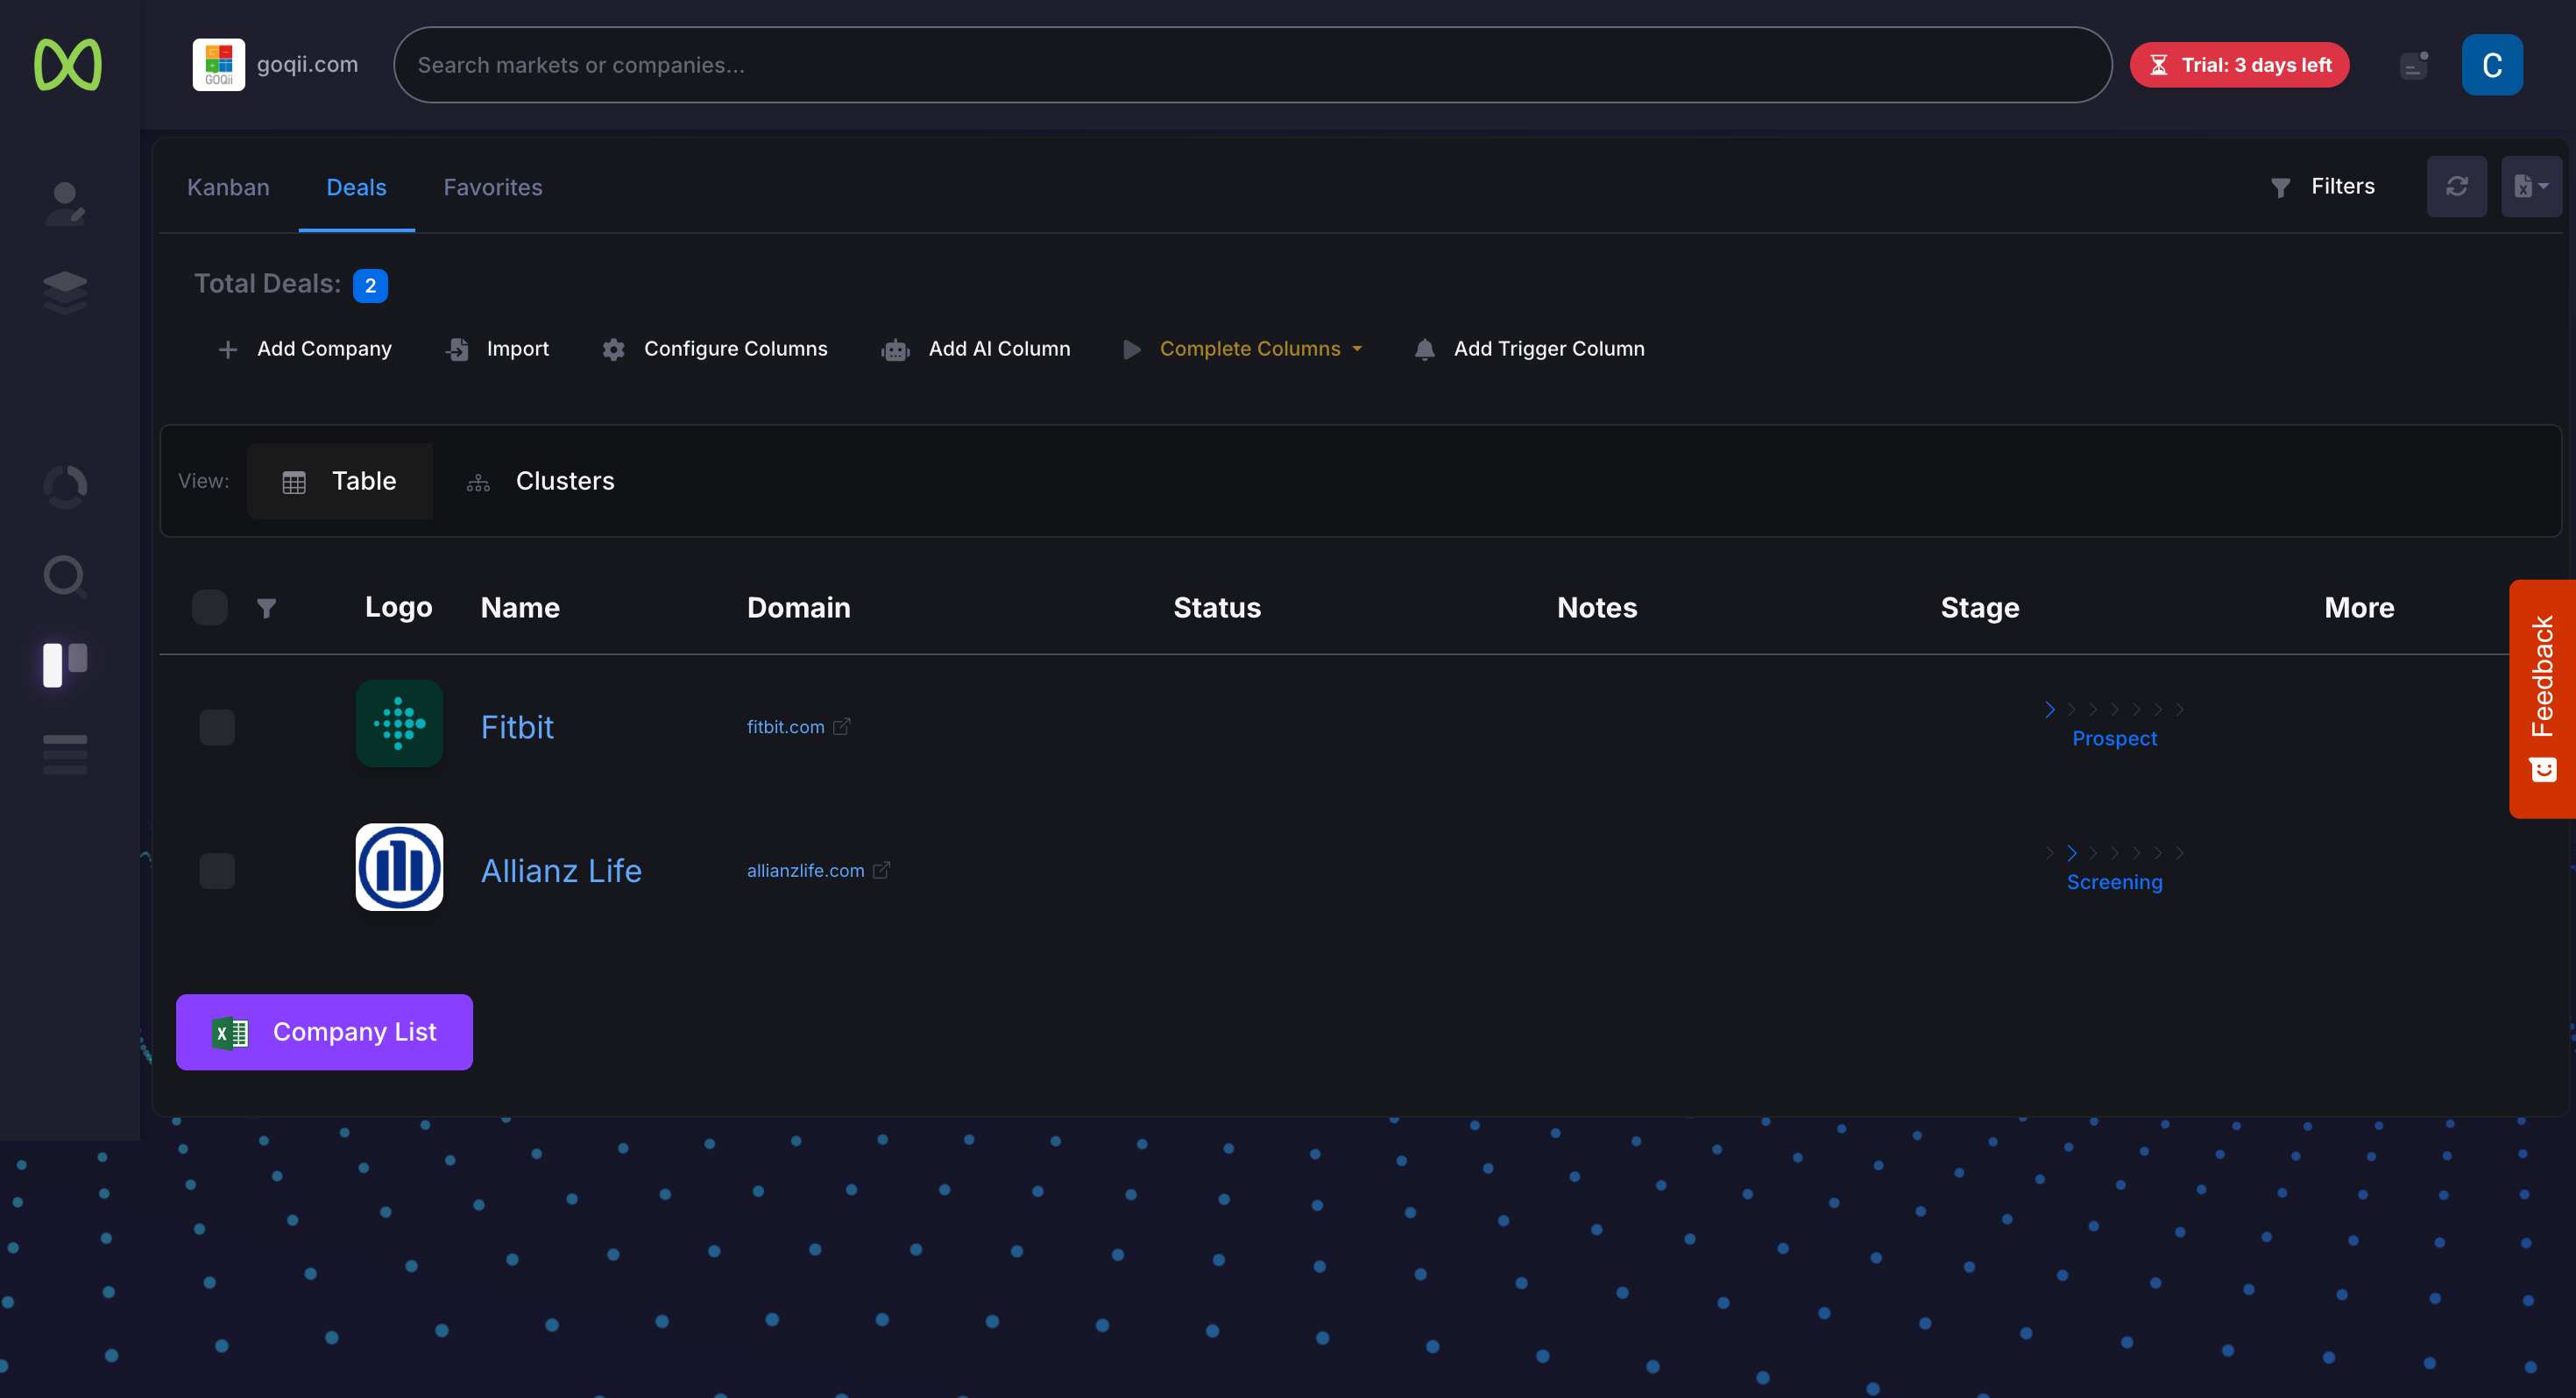 GOQii goqii.com Search markets or companies... Trial: 3 days left C
Kanban Deals Favorites Filters
Total Deals: 2
Add Company Import Configure Columns Add AI Column Complete Columns Add Trigger Column
View: Table Clusters
Logo Name Domain Status Notes Stage More
Fitbit fitbit.com Prospect
Allianz Life allianzlife.com Screening
Company List
Feedback